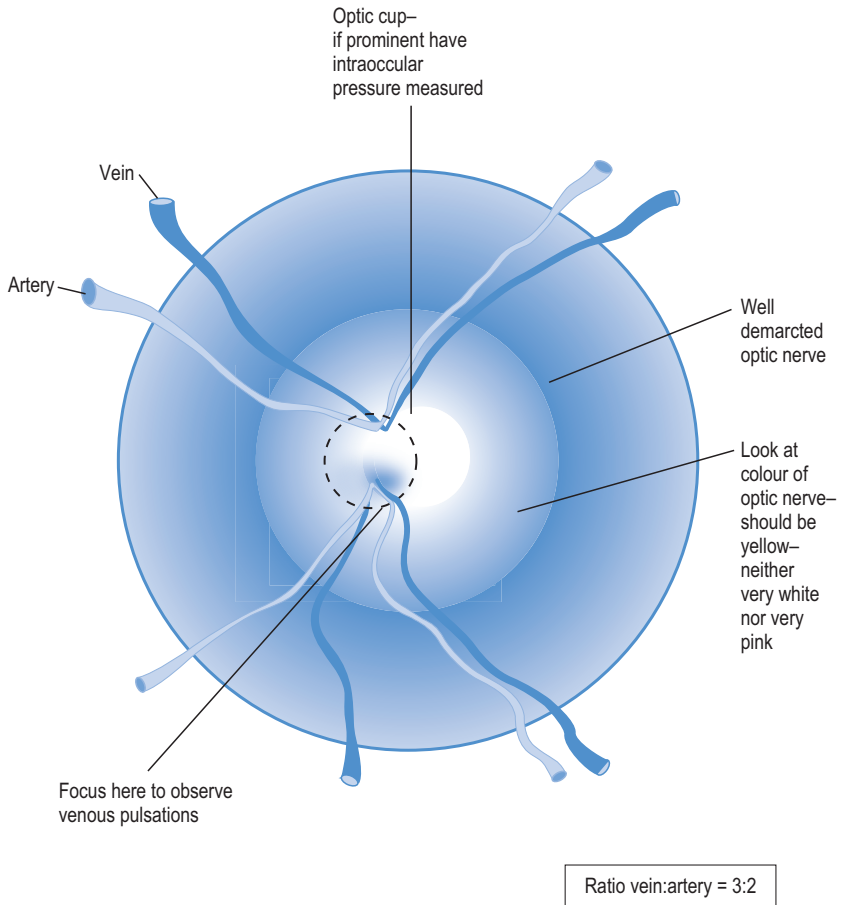 Optic cup–
if prominent have
intraoccular
pressure measured
Vein
Artery
Well
demarcted
optic nerve
Look at
colour of
optic nerve–
should be
yellow–
neither
very white
nor very
pink
Focus here to observe
venous pulsations
Ratio vein:artery = 3:2